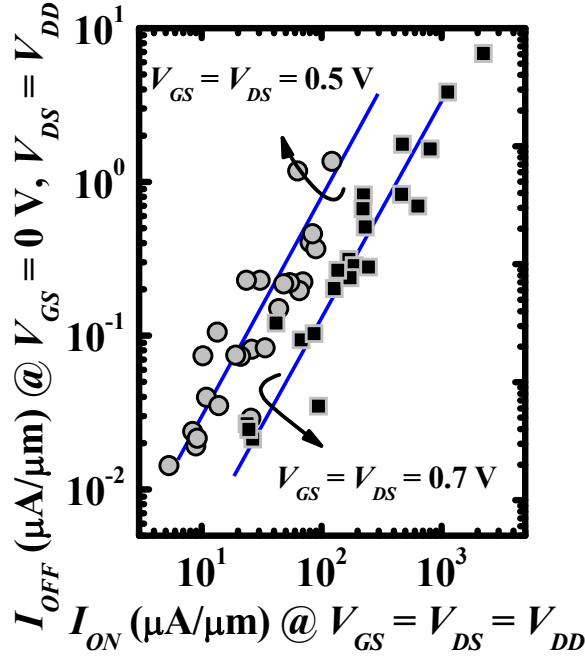 I_OFF (μA/μm) @ V_GS = 0 V, V_DS = V_DD
10^1
10^0
10^-1
10^-2
V_GS = V_DS = 0.5 V
V_GS = V_DS = 0.7 V
10^1 10^2 10^3
I_ON (μA/μm) @ V_GS = V_DS = V_DD